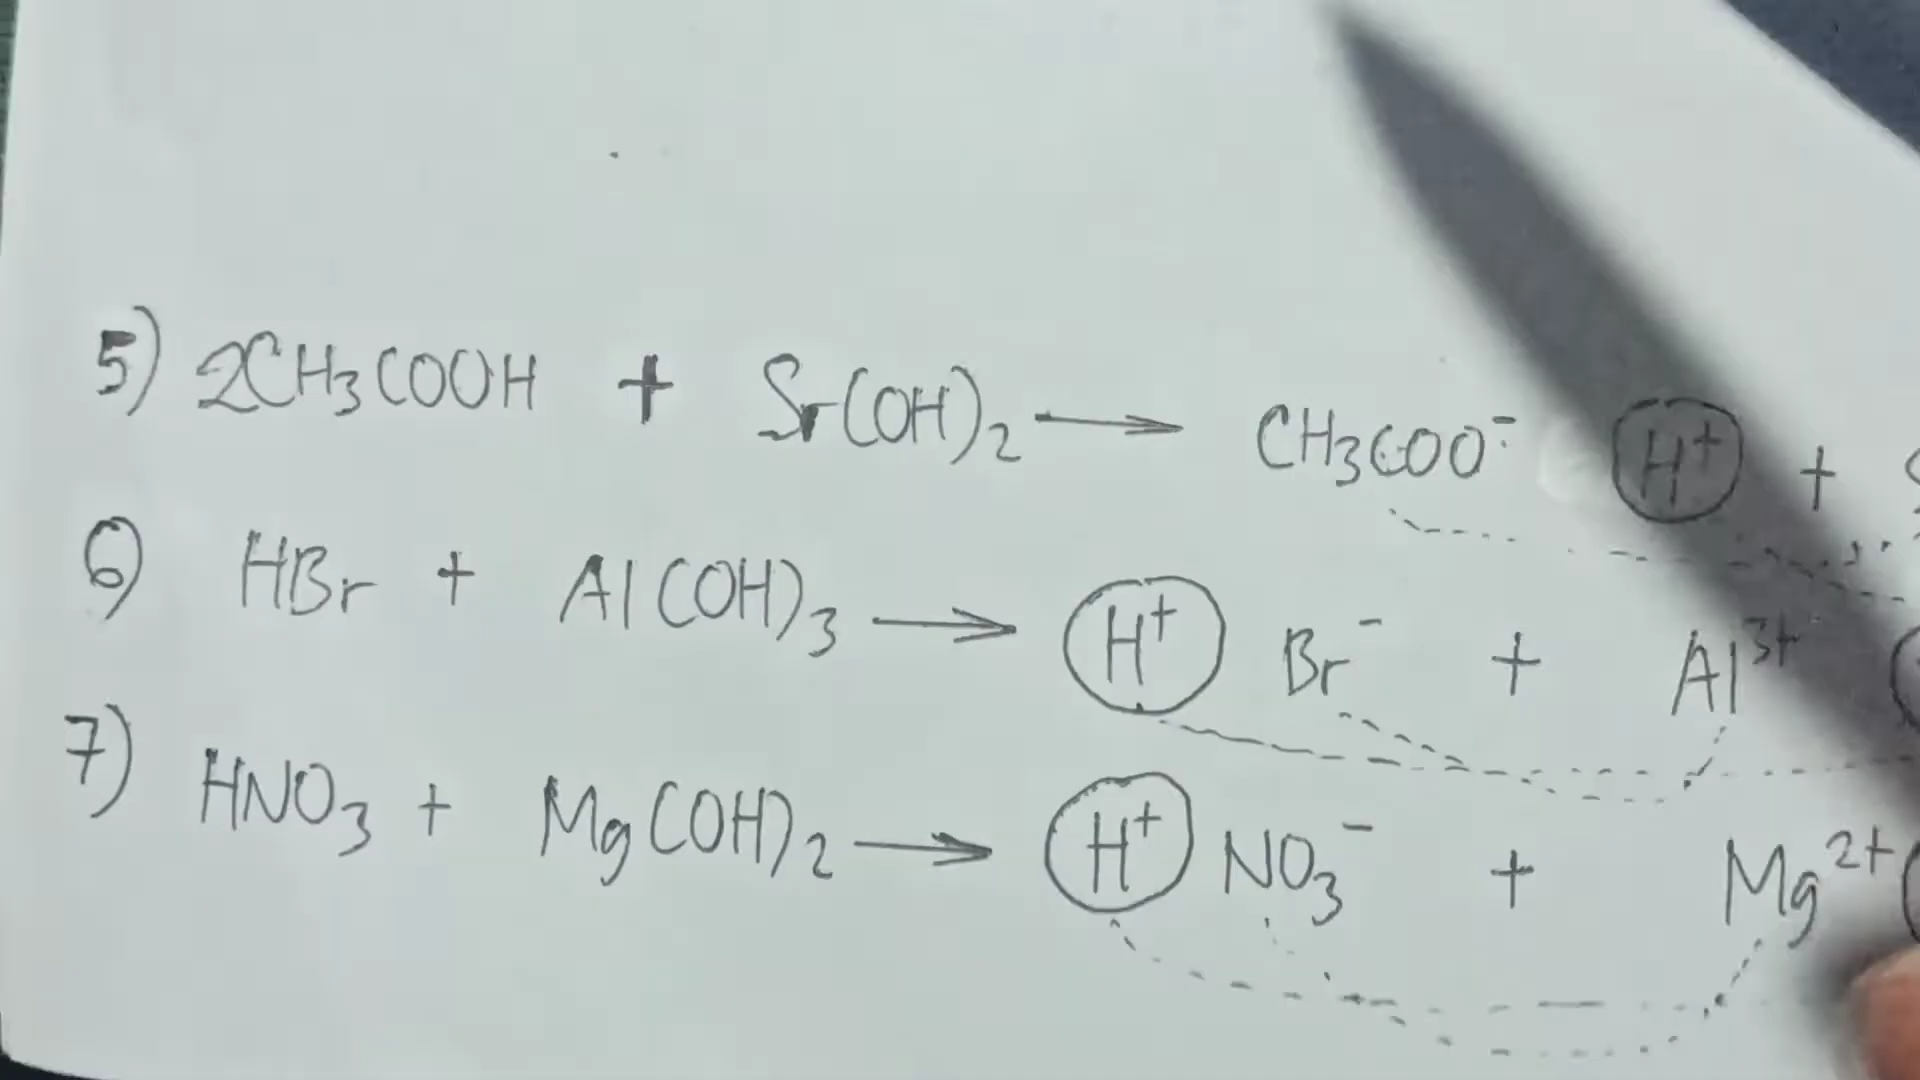 5) 2CH₃COOH + Sr(OH)₂ → CH₃COO⁻ H⁺ +
6) HBr + Al(OH)₃ → H⁺ Br⁻ + Al³⁺
7) HNO₃ + Mg(OH)₂ → H⁺ NO₃⁻ + Mg²⁺